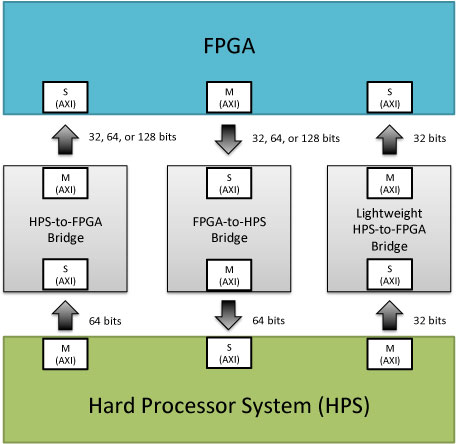 FPGA
S
(AXI)
M
(AXI)
S
(AXI)
32, 64, or 128 bits
32, 64, or 128 bits
32 bits
M
(AXI)
S
(AXI)
M
(AXI)
HPS-to-FPGA
Bridge
FPGA-to-HPS
Bridge
Lightweight
HPS-to-FPGA
Bridge
S
(AXI)
M
(AXI)
S
(AXI)
64 bits
64 bits
32 bits
M
(AXI)
S
(AXI)
M
(AXI)
Hard Processor System (HPS)